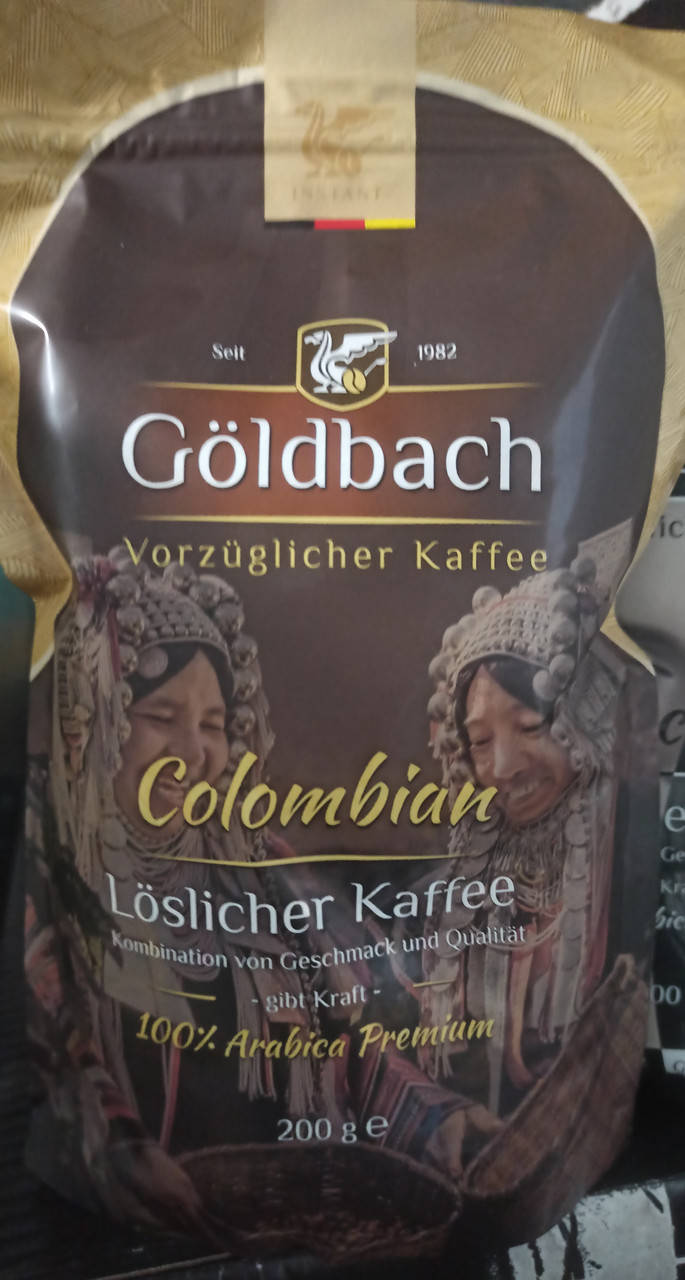 INSTANT
Seit 1982
Göldbach
Vorzüglicher Kaffee
Colombian
Löslicher Kaffee
Kombination von Geschmack und Qualität
- gibt Kraft -
100% Arabica Premium
200 g e